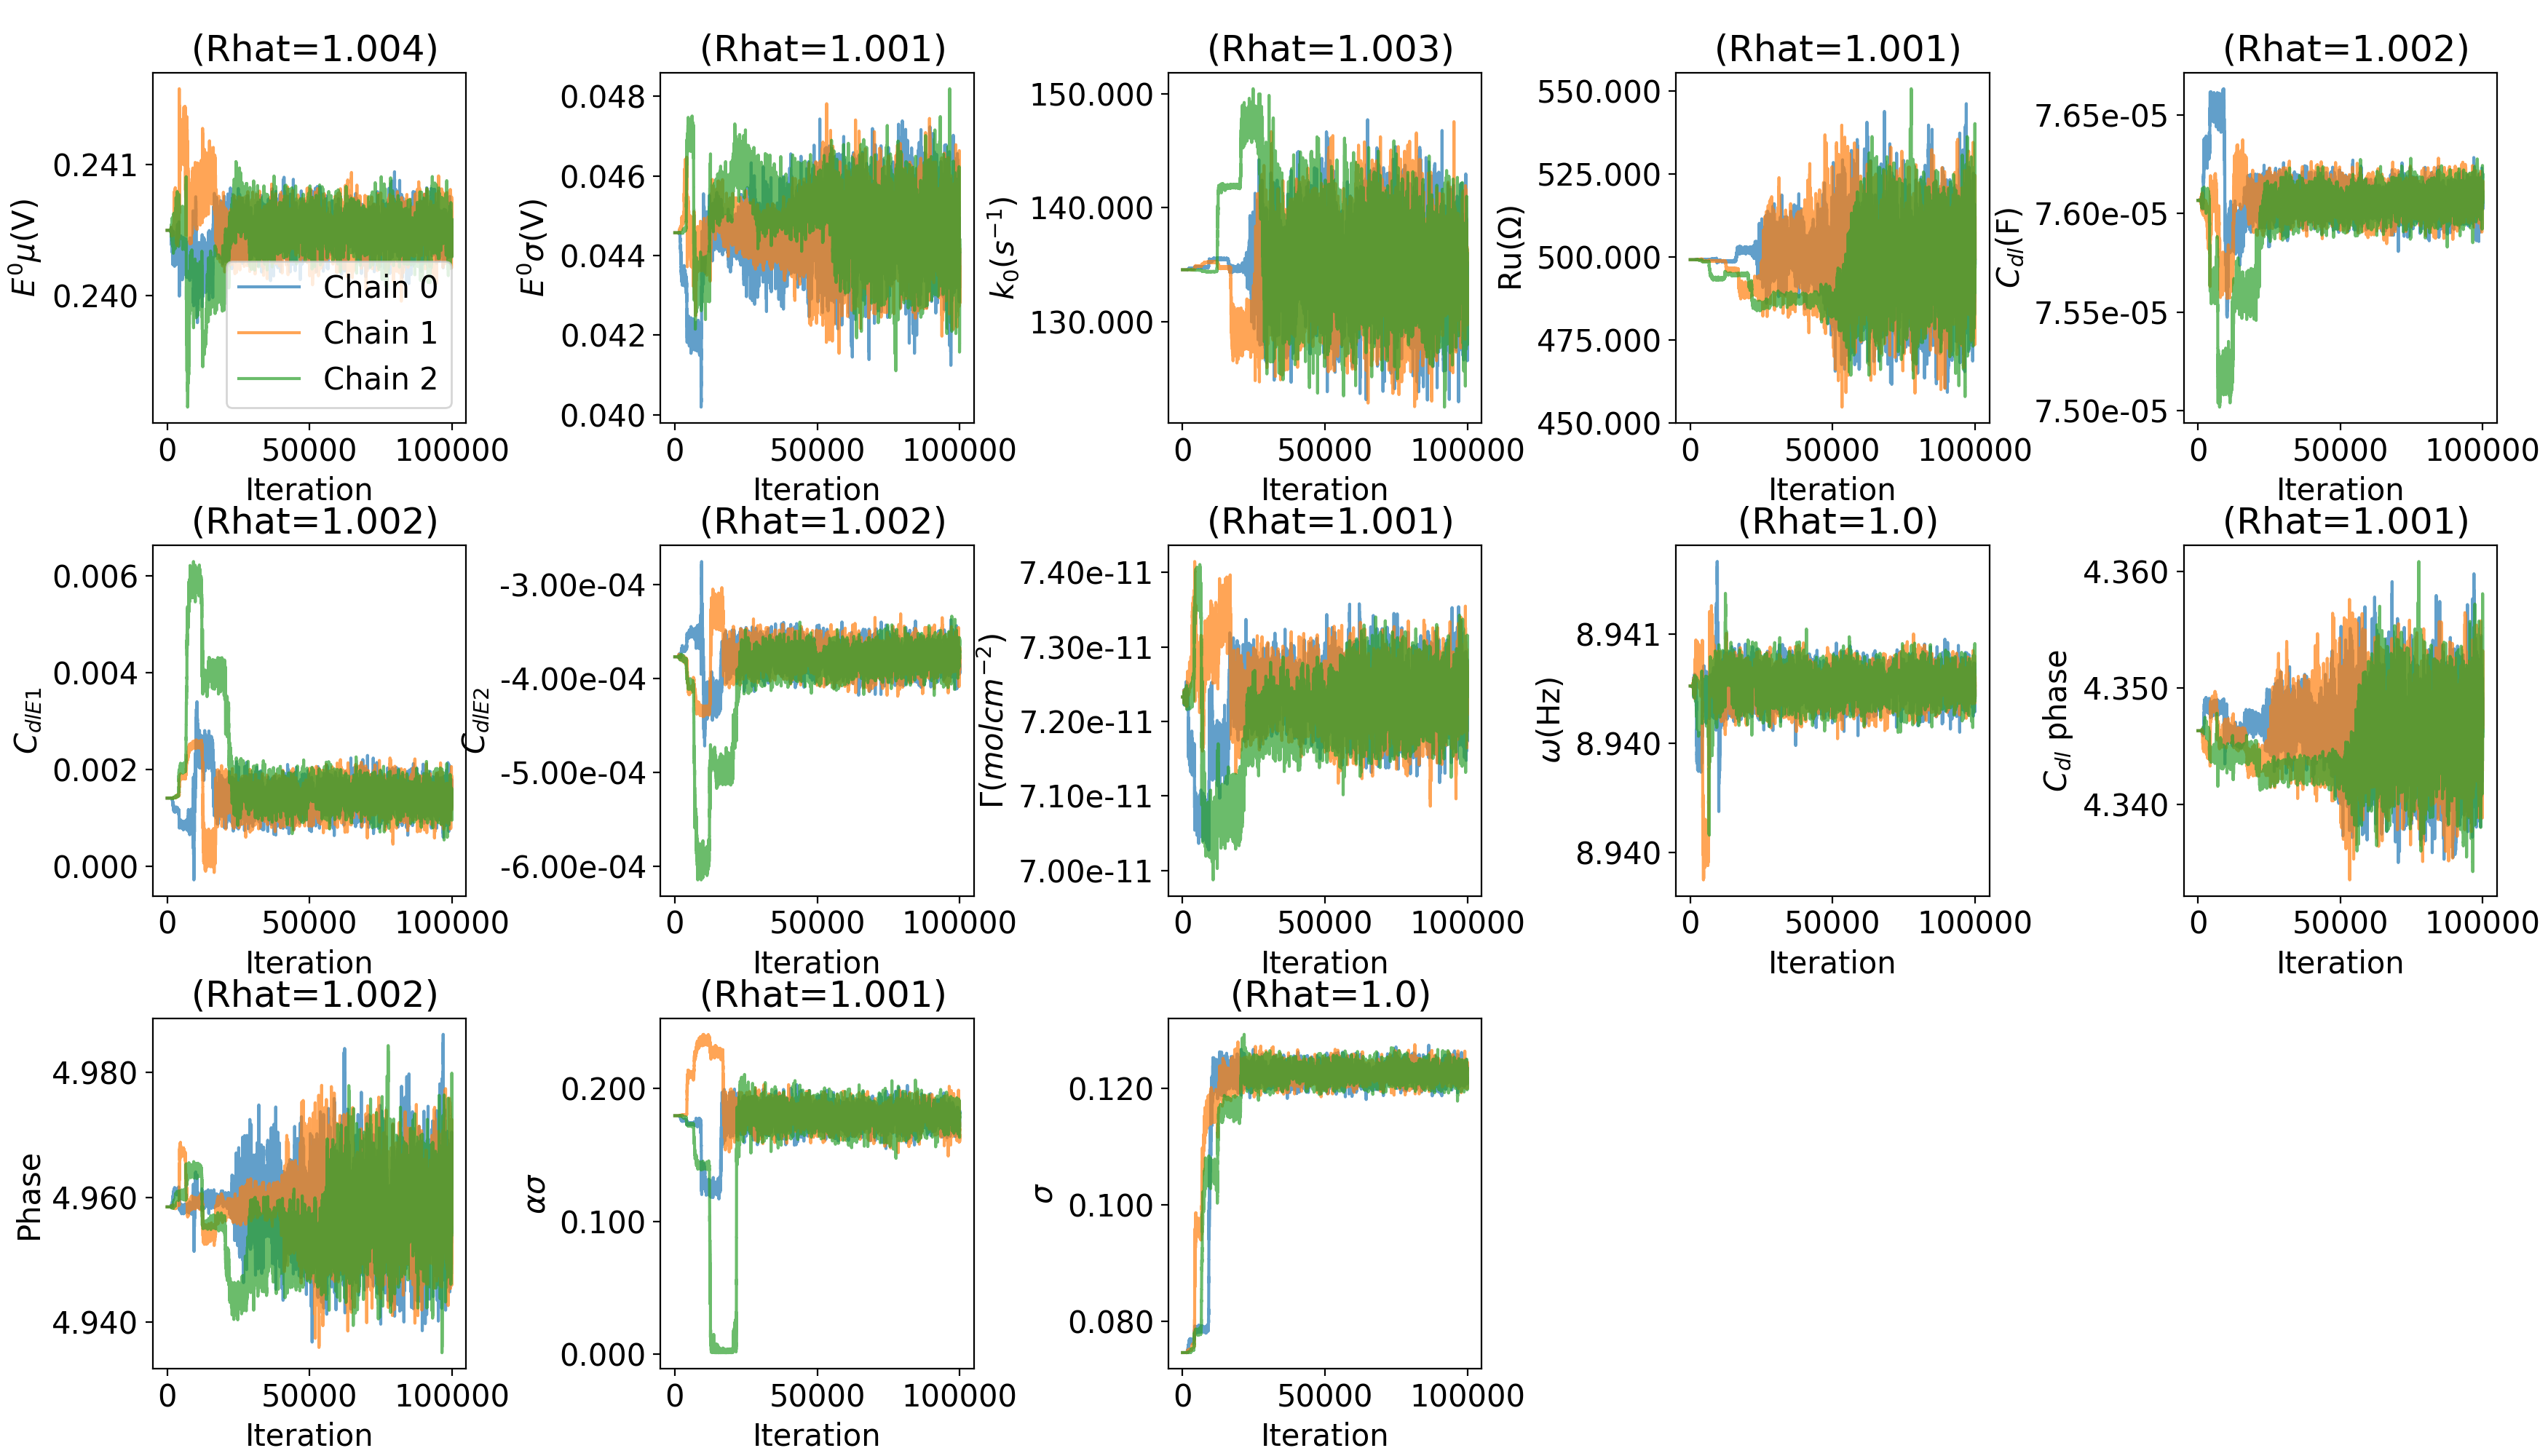 (Rhat=1.004) (Rhat=1.001) (Rhat=1.003) (Rhat=1.001) (Rhat=1.002)
E⁰μ(V)
0.241
0.240
Chain 0
Chain 1
Chain 2
0 50000 100000
Iteration
E⁰σ(V)
0.048
0.046
0.044
0.042
0.040
0 50000 100000
Iteration
k₀(s⁻¹)
150.000
140.000
130.000
0 50000 100000
Iteration
Ru(Ω)
550.000
525.000
500.000
475.000
450.000
0 50000 100000
Iteration
C_dl(F)
7.65e-05
7.60e-05
7.55e-05
7.50e-05
0 50000 100000
Iteration
(Rhat=1.002) (Rhat=1.002) (Rhat=1.001) (Rhat=1.0) (Rhat=1.001)
C_dlE1
0.006
0.004
0.002
0.000
0 50000 100000
Iteration
C_dlE2
-3.00e-04
-4.00e-04
-5.00e-04
-6.00e-04
0 50000 100000
Iteration
Γ(molcm⁻²)
7.40e-11
7.30e-11
7.20e-11
7.10e-11
7.00e-11
0 50000 100000
Iteration
ω(Hz)
8.941
8.940
8.940
0 50000 100000
Iteration
C_dl phase
4.360
4.350
4.340
0 50000 100000
Iteration
(Rhat=1.002) (Rhat=1.001) (Rhat=1.0)
Phase
4.980
4.960
4.940
0 50000 100000
Iteration
ασ
0.200
0.100
0.000
0 50000 100000
Iteration
σ
0.120
0.100
0.080
0 50000 100000
Iteration